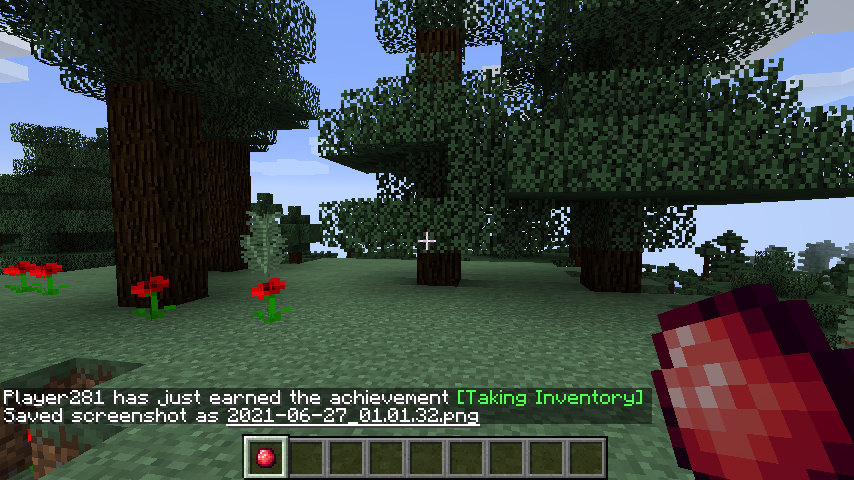 Player281 has just earned the achievement [Taking Inventory]
Saved screenshot as 2021-06-27_01.01.32.png